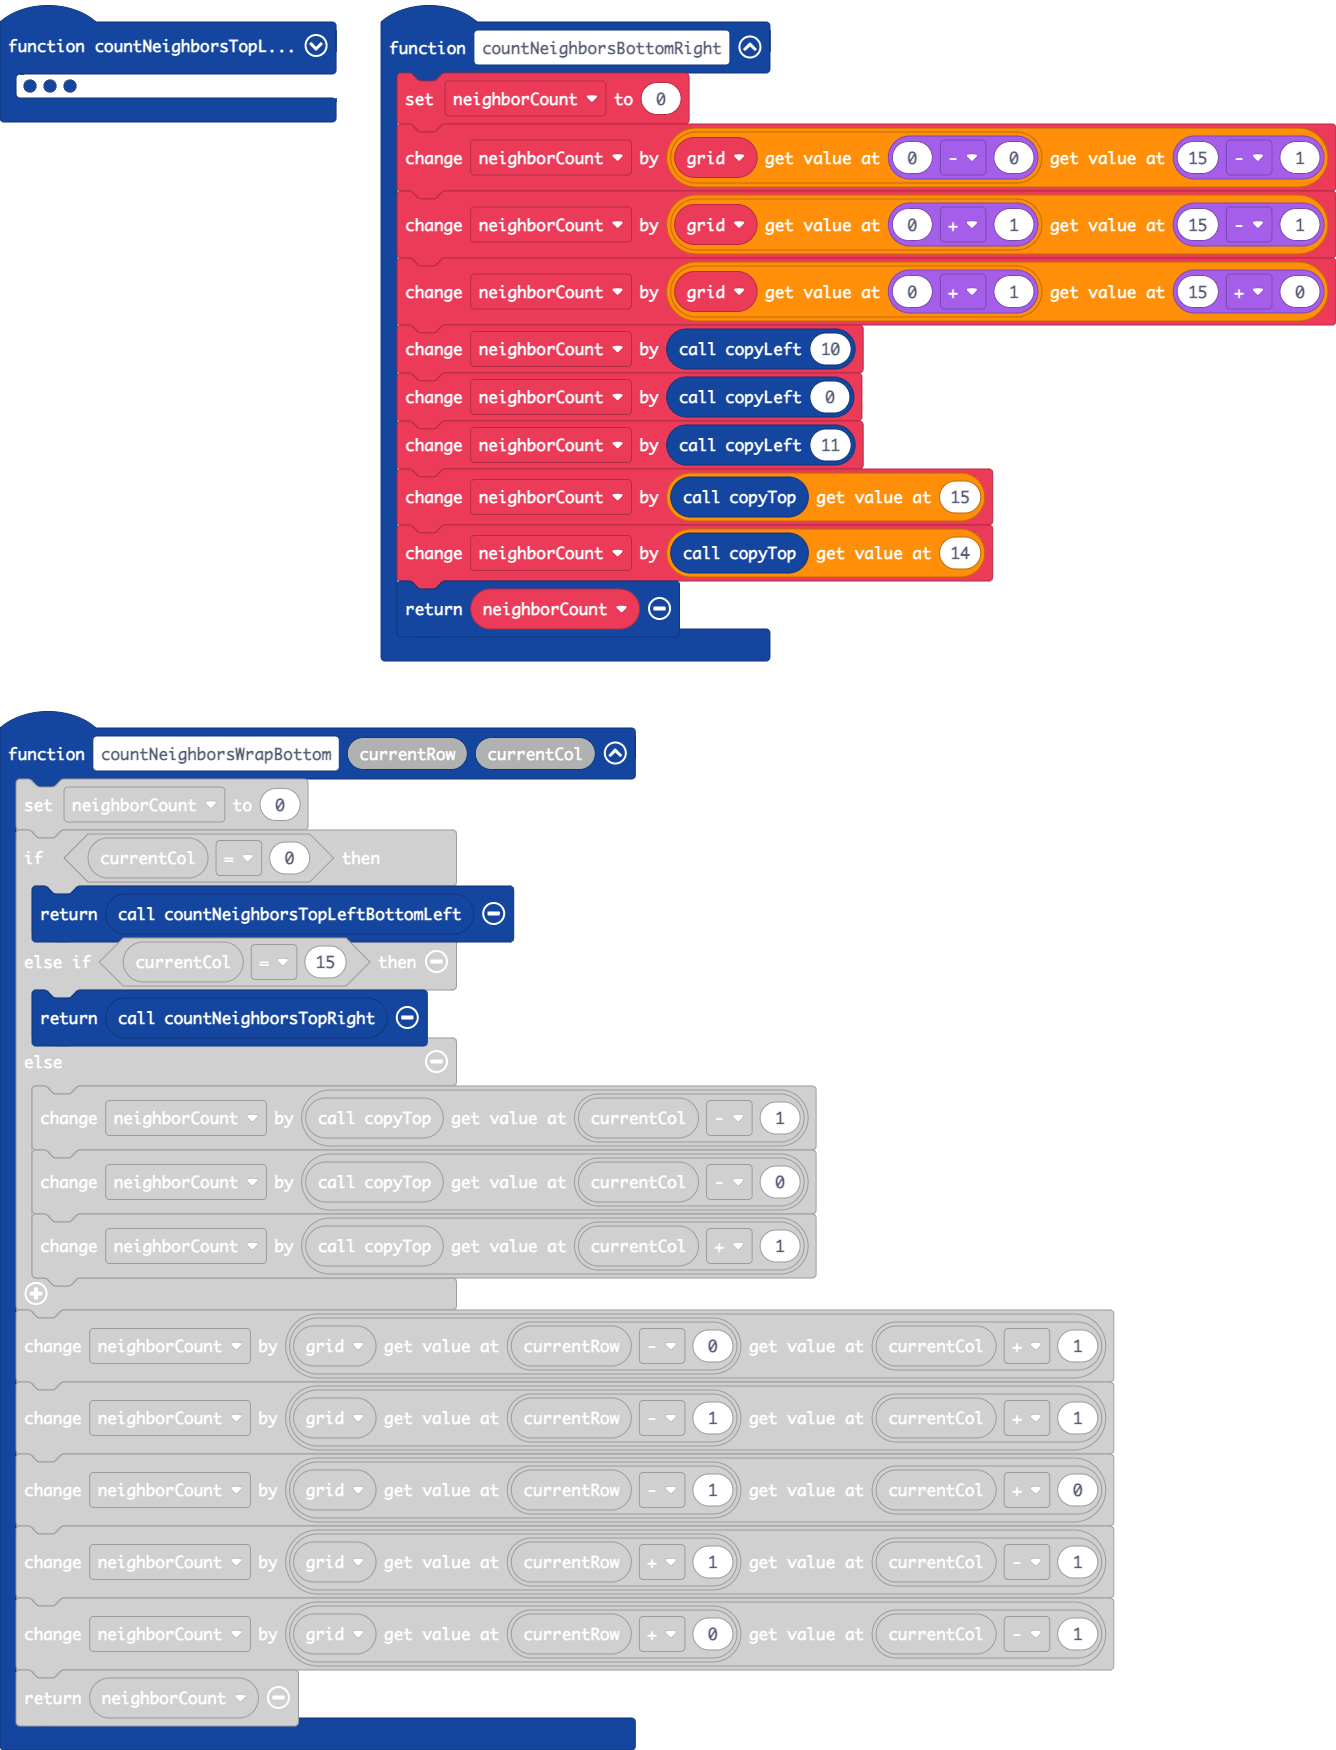 function countNeighborsTopL...
function countNeighborsBottomRight
set neighborCount to 0
change neighborCount by grid get value at 0 - 0 get value at 15 - 1
change neighborCount by grid get value at 0 + 1 get value at 15 - 1
change neighborCount by grid get value at 0 + 1 get value at 15 + 0
change neighborCount by call copyLeft 10
change neighborCount by call copyLeft 0
change neighborCount by call copyLeft 11
change neighborCount by call copyTop get value at 15
change neighborCount by call copyTop get value at 14
return neighborCount
function countNeighborsWrapBottom currentRow currentCol
set neighborCount to 0
if currentCol = 0 then
return call countNeighborsTopLeftBottomLeft
else if currentCol = 15 then
return call countNeighborsTopRight
else
change neighborCount by call copyTop get value at currentCol - 1
change neighborCount by call copyTop get value at currentCol - 0
change neighborCount by call copyTop get value at currentCol + 1
change neighborCount by grid get value at currentRow - 0 get value at currentCol + 1
change neighborCount by grid get value at currentRow - 1 get value at currentCol + 1
change neighborCount by grid get value at currentRow - 1 get value at currentCol + 0
change neighborCount by grid get value at currentRow + 1 get value at currentCol - 1
change neighborCount by grid get value at currentRow + 0 get value at currentCol - 1
return neighborCount